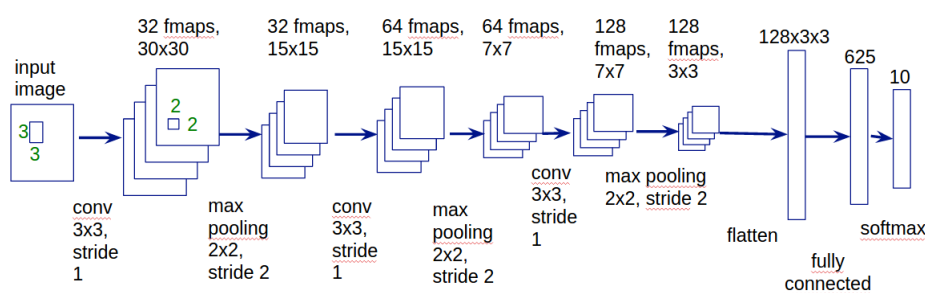 input
image
3
3
32 fmaps,
30x30
2
2
32 fmaps,
15x15
64 fmaps,
15x15
64 fmaps,
7x7
128
fmaps,
7x7
128
fmaps,
3x3
128x3x3
625
10
conv
3x3,
stride
1
max
pooling
2x2,
stride 2
conv
3x3,
stride
1
max
pooling
2x2,
stride 2
conv
3x3,
stride
1
max pooling
2x2, stride 2
flatten
fully
connected
softmax